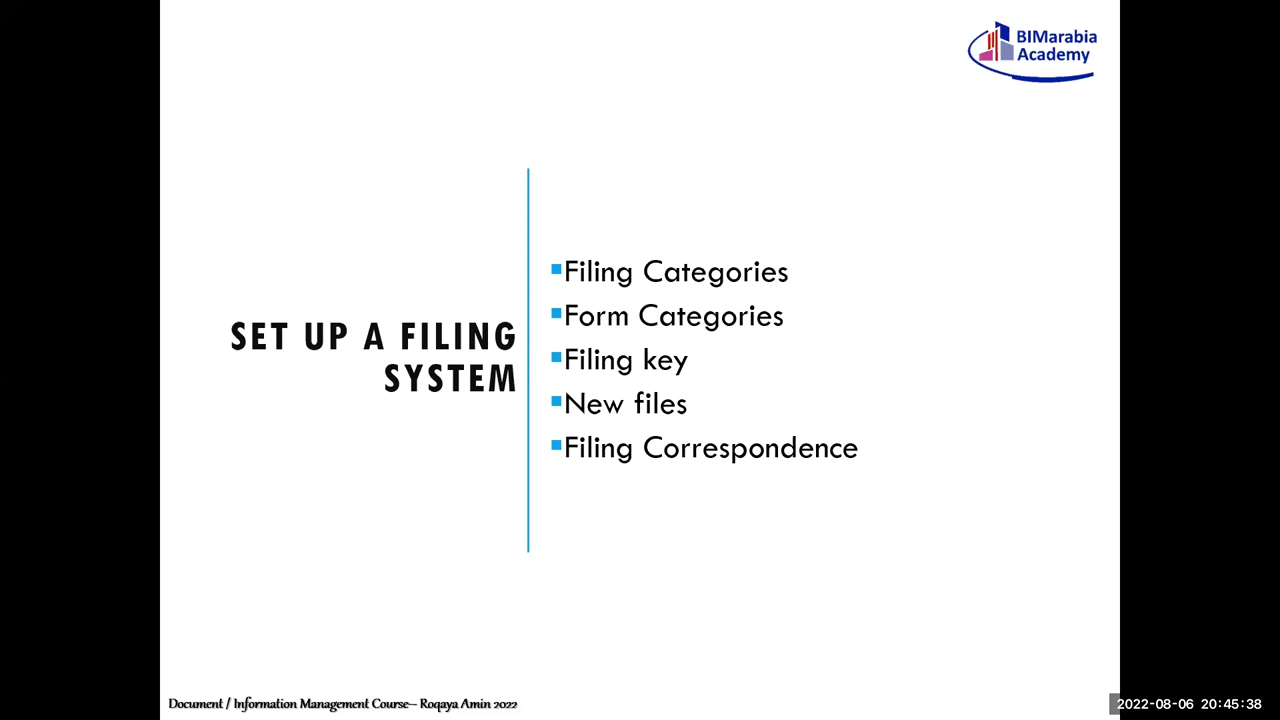 BIMarabia
Academy
SET UP A FILING
SYSTEM
Filing Categories
Form Categories
Filing key
New files
Filing Correspondence
Document / Information Management Course– Roqaya Amin 2022
2022-08-06 20:45:38